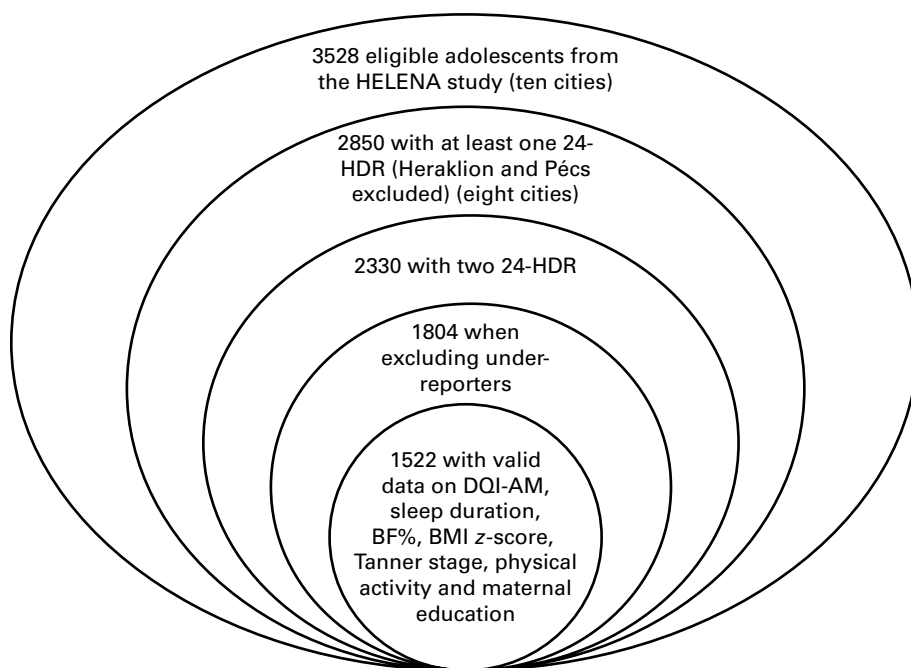 3528 eligible adolescents from
the HELENA study (ten cities)
2850 with at least one 24-
HDR (Heraklion and Pécs
excluded) (eight cities)
2330 with two 24-HDR
1804 when
excluding under-
reporters
1522 with valid
data on DQI-AM,
sleep duration,
BF%, BMI z-score,
Tanner stage, physical
activity and maternal
education